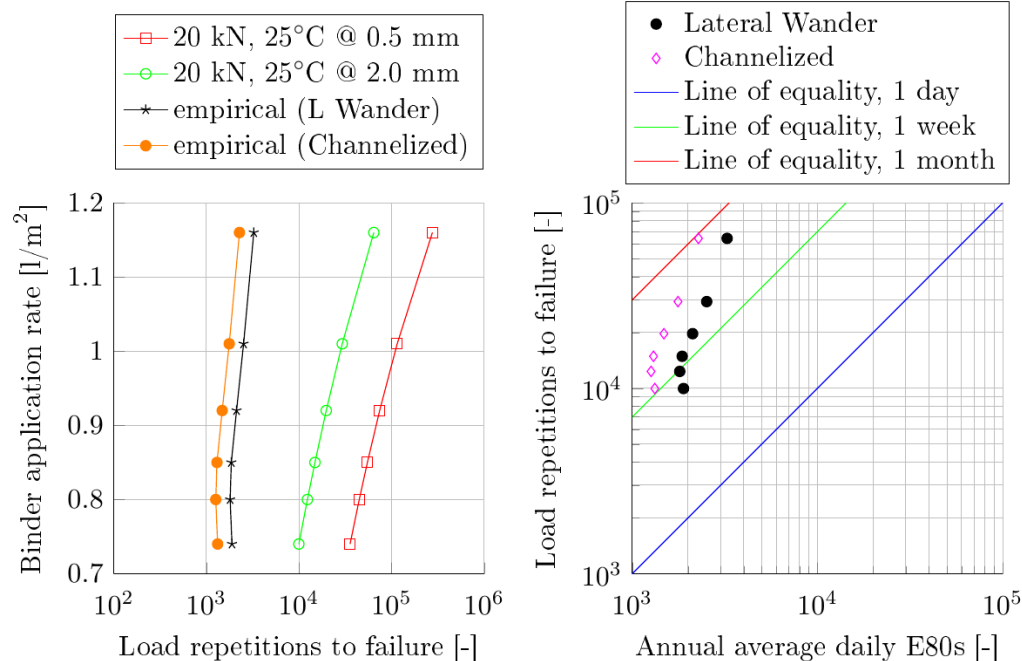 20 kN, 25°C @ 0.5 mm
20 kN, 25°C @ 2.0 mm
empirical (L Wander)
empirical (Channelized)
1.2
1.1
1
0.9
0.8
0.7
Binder application rate [l/m²]
10² 10³ 10⁴ 10⁵ 10⁶
Load repetitions to failure [-]
Lateral Wander
Channelized
Line of equality, 1 day
Line of equality, 1 week
Line of equality, 1 month
10⁵
10⁴
10³
Load repetitions to failure [-]
10³ 10⁴ 10⁵
Annual average daily E80s [-]